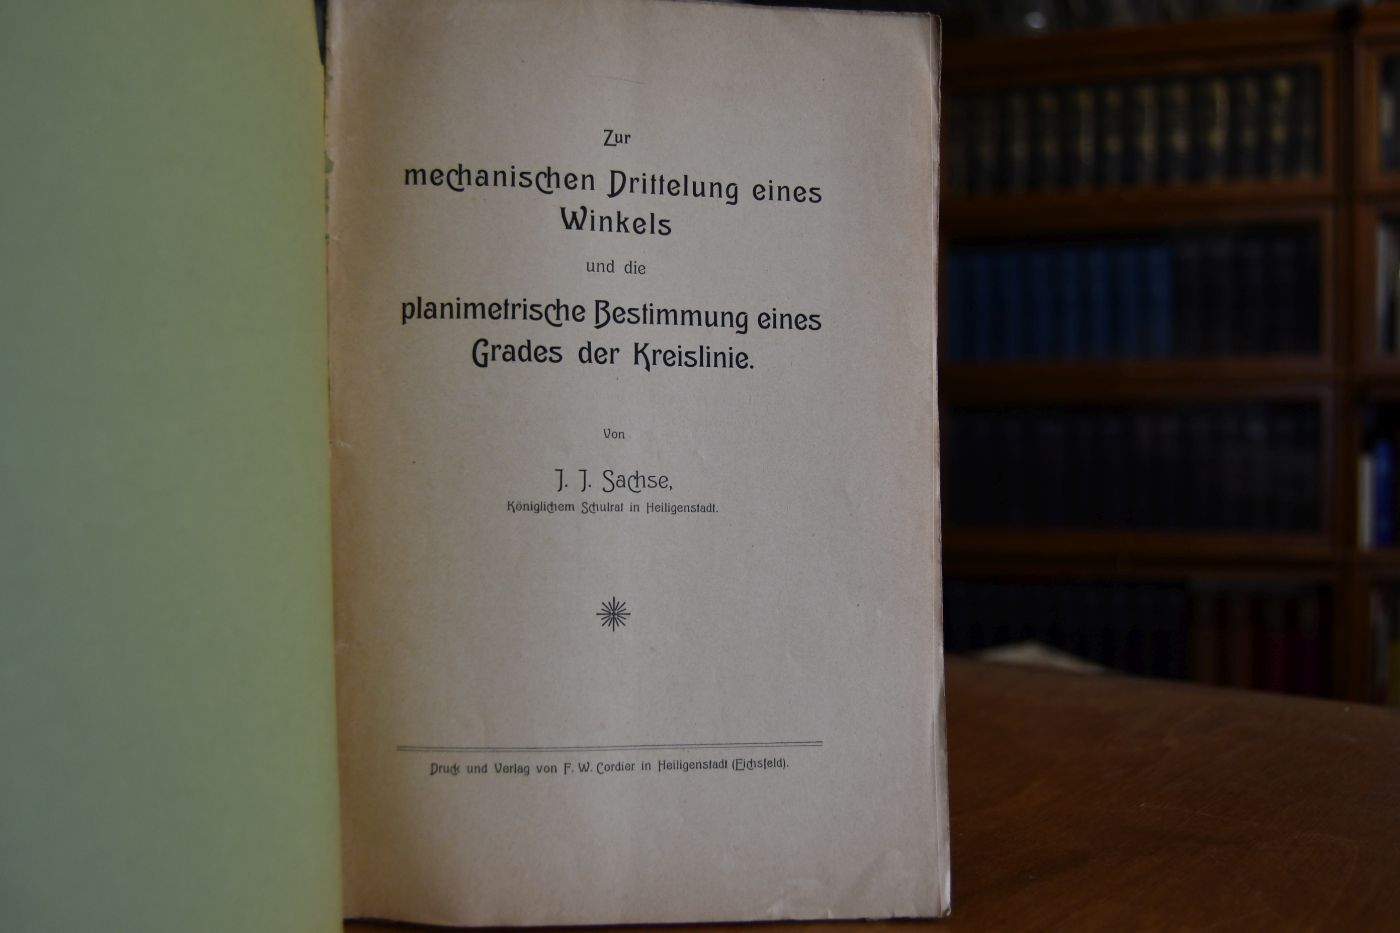 Zur
mechanischen Drittelung eines
Winkels
und die
planimetrische Bestimmung eines
Grades der Kreislinie.
Von
J. J. Sachse,
Königlichem Schulrat in Heiligenstadt.
Druck und Verlag von F. W. Cordier in Heiligenstadt (Eichsfeld).